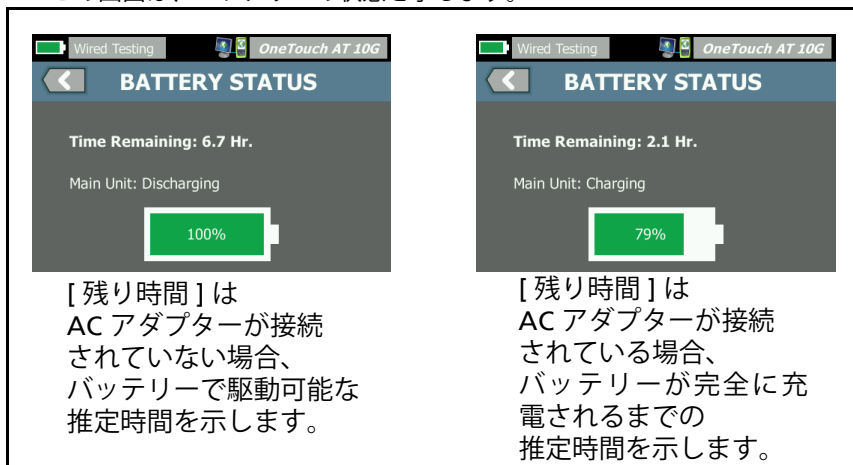 Wired Testing
OneTouch AT 10G
BATTERY STATUS
Time Remaining: 6.7 Hr.
Main Unit: Discharging
100%
[ 残り時間 ] は
AC アダプターが接続
されていない場合、
バッテリーで駆動可能な
推定時間を示します。
Wired Testing
OneTouch AT 10G
BATTERY STATUS
Time Remaining: 2.1 Hr.
Main Unit: Charging
79%
[ 残り時間 ] は
AC アダプターが接続
されている場合、
バッテリーが完全に充
電されるまでの
推定時間を示します。